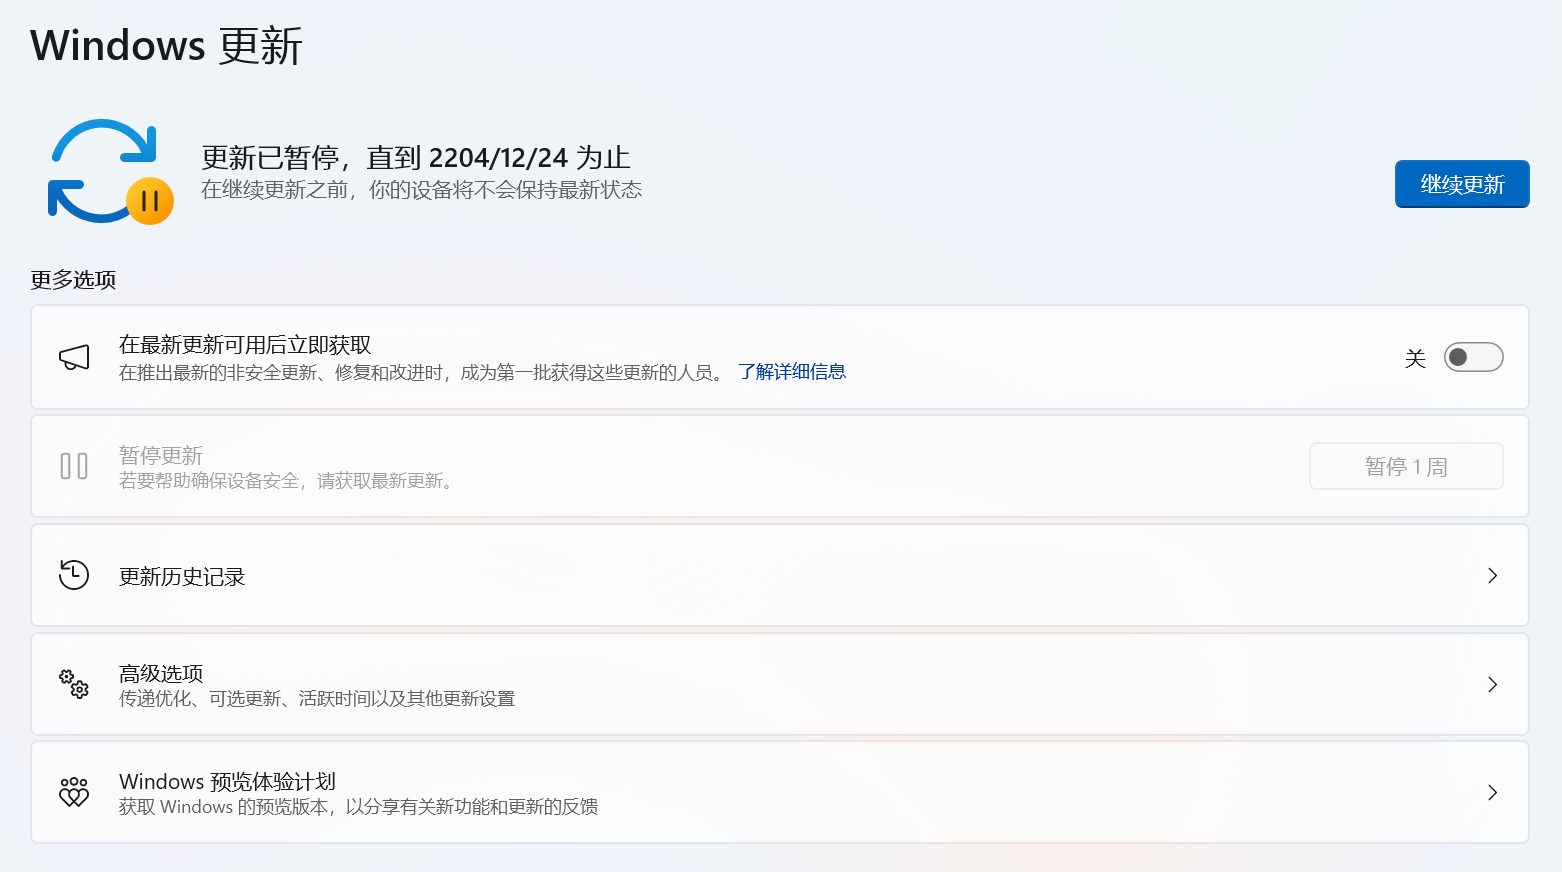 Windows 更新
更新已暂停，直到 2204/12/24 为止
在继续更新之前，你的设备将不会保持最新状态
继续更新
更多选项
在最新更新可用后立即获取
在推出最新的非安全更新、修复和改进时，成为第一批获得这些更新的人员。 了解详细信息
关
暂停更新
若要帮助确保设备安全，请获取最新更新。
暂停 1 周
更新历史记录
高级选项
传递优化、可选更新、活跃时间以及其他更新设置
Windows 预览体验计划
获取 Windows 的预览版本，以分享有关新功能和更新的反馈